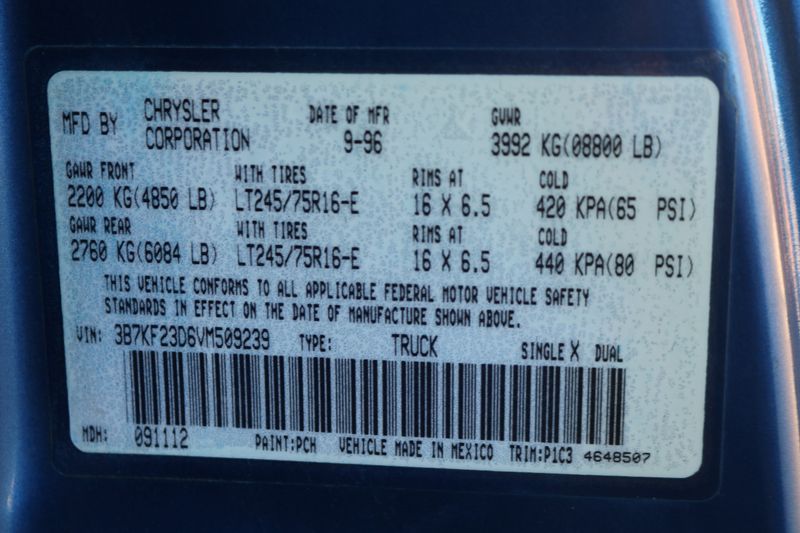 MFD BY CHRYSLER CORPORATION DATE OF MFR 9-96 GVWR 3992 KG(08800 LB)
GAWR FRONT WITH TIRES RIMS AT COLD
2200 KG(4850 LB) LT245/75R16-E 16 X 6.5 420 KPA(65 PSI)
GAWR REAR WITH TIRES RIMS AT COLD
2760 KG(6084 LB) LT245/75R16-E 16 X 6.5 440 KPA(80 PSI)
THIS VEHICLE CONFORMS TO ALL APPLICABLE FEDERAL MOTOR VEHICLE SAFETY
STANDARDS IN EFFECT ON THE DATE OF MANUFACTURE SHOWN ABOVE.
VIN: 3B7KF23D6VM509239 TYPE: TRUCK SINGLE X DUAL
MDH: 091112 PAINT:PCH VEHICLE MADE IN MEXICO TRIM:P1C3 4648507